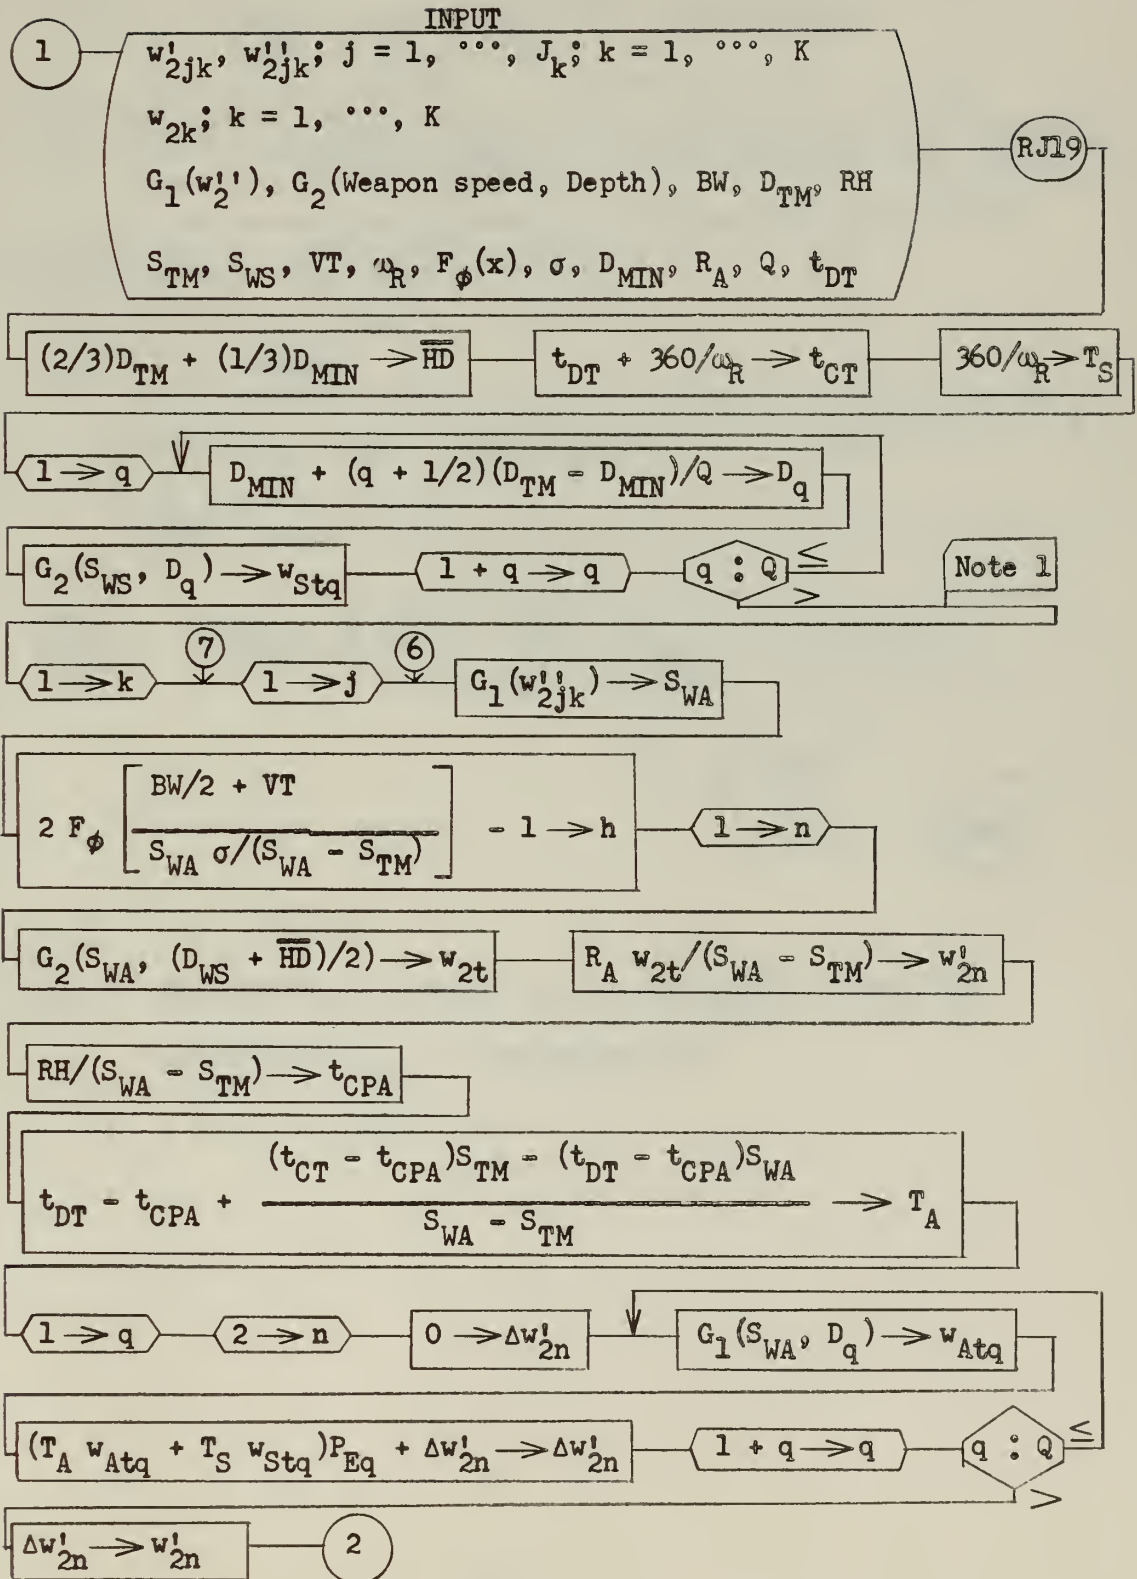 INPUT
1
w'2jk, w''2jk; j = 1, °°°, Jk; k = 1, °°°, K
w2k; k = 1, °°°, K
G1(w2''), G2(Weapon speed, Depth), BW, DTM, RH
STM, SWS, VT, ωR, Fϕ(x), σ, DMIN, RA, Q, tDT
RJ19
(2/3)DTM + (1/3)DMIN → HD
tDT + 360/ωR → tCT
360/ωR → TS
1 → q
DMIN + (q + 1/2)(DTM - DMIN)/Q → Dq
G2(SWS, Dq) → wStq
1 + q → q
q : Q
≤
>
Note 1
1 → k
7
1 → j
6
G1(w''2jk) → SWA
2 Fϕ [ BW/2 + VT
SWA σ/(SWA - STM) ] - 1 → h
1 → n
G2(SWA, (DWS + HD)/2) → w2t
RA w2t/(SWA - STM) → w'2n
RH/(SWA - STM) → tCPA
(tCT - tCPA)STM - (tDT - tCPA)SWA
tDT - tCPA + → TA
SWA - STM
1 → q
2 → n
0 → Δw'2n
G1(SWA, Dq) → wAtq
(TA wAtq + TS wStq)PEq + Δw'2n → Δw'2n
1 + q → q
q : Q
≤
>
Δw'2n → w'2n
2